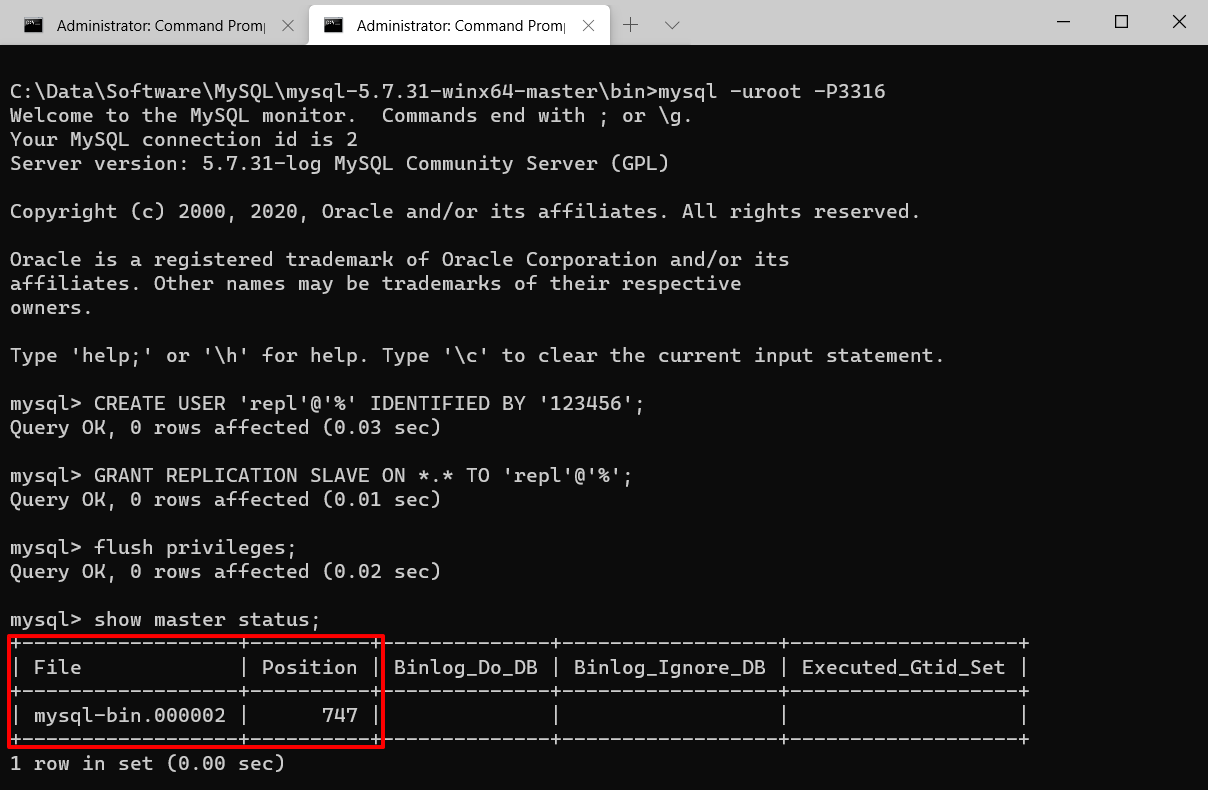 Administrator: Command Promp
Administrator: Command Promp
C:\Data\Software\MySQL\mysql-5.7.31-winx64-master\bin>mysql -uroot -P3316
Welcome to the MySQL monitor.  Commands end with ; or \g.
Your MySQL connection id is 2
Server version: 5.7.31-log MySQL Community Server (GPL)
Copyright (c) 2000, 2020, Oracle and/or its affiliates. All rights reserved.
Oracle is a registered trademark of Oracle Corporation and/or its
affiliates. Other names may be trademarks of their respective
owners.
Type 'help;' or '\h' for help. Type '\c' to clear the current input statement.
mysql> CREATE USER 'repl'@'%' IDENTIFIED BY '123456';
Query OK, 0 rows affected (0.03 sec)
mysql> GRANT REPLICATION SLAVE ON *.* TO 'repl'@'%';
Query OK, 0 rows affected (0.01 sec)
mysql> flush privileges;
Query OK, 0 rows affected (0.02 sec)
mysql> show master status;
+------------------+----------+--------------+------------------+-------------------+
| File             | Position | Binlog_Do_DB | Binlog_Ignore_DB | Executed_Gtid_Set |
+------------------+----------+--------------+------------------+-------------------+
| mysql-bin.000002 |      747 |              |                  |                   |
+------------------+----------+--------------+------------------+-------------------+
1 row in set (0.00 sec)